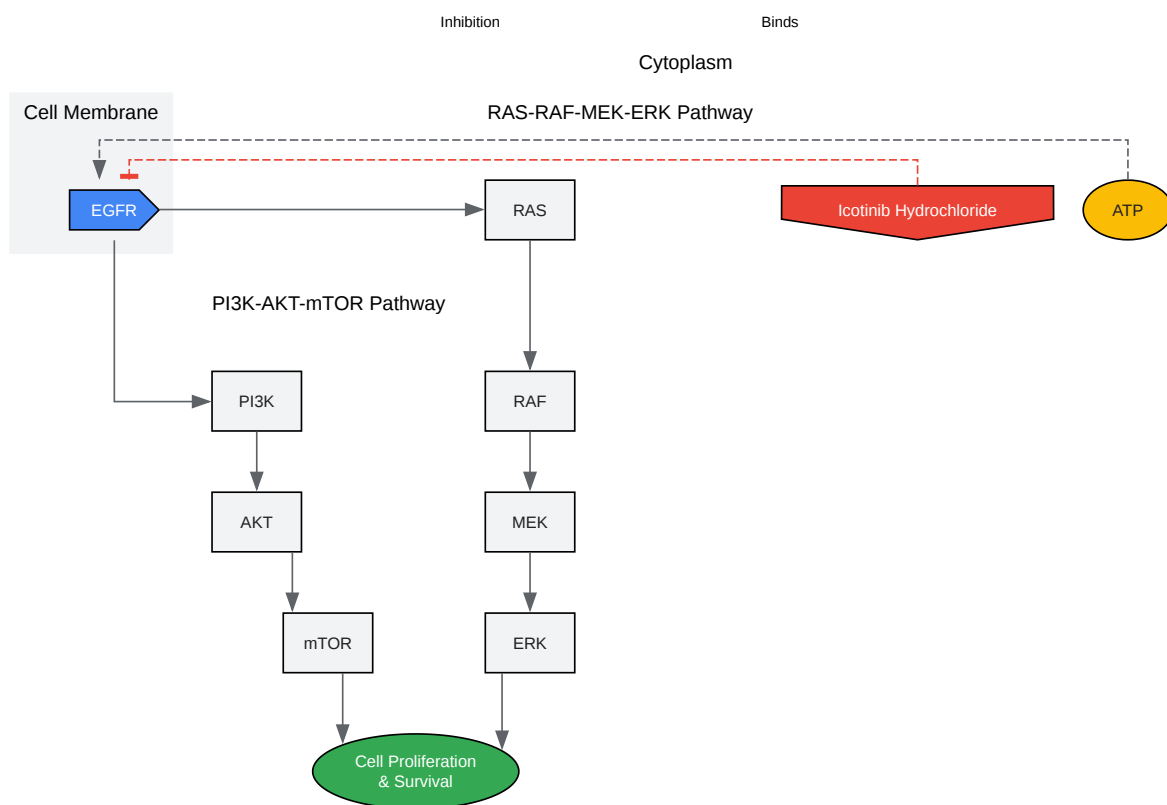 Inhibition
Binds
Cytoplasm
Cell Membrane
RAS-RAF-MEK-ERK Pathway
EGFR
RAS
Icotinib Hydrochloride
ATP
PI3K-AKT-mTOR Pathway
PI3K
RAF
AKT
MEK
mTOR
ERK
Cell Proliferation
& Survival